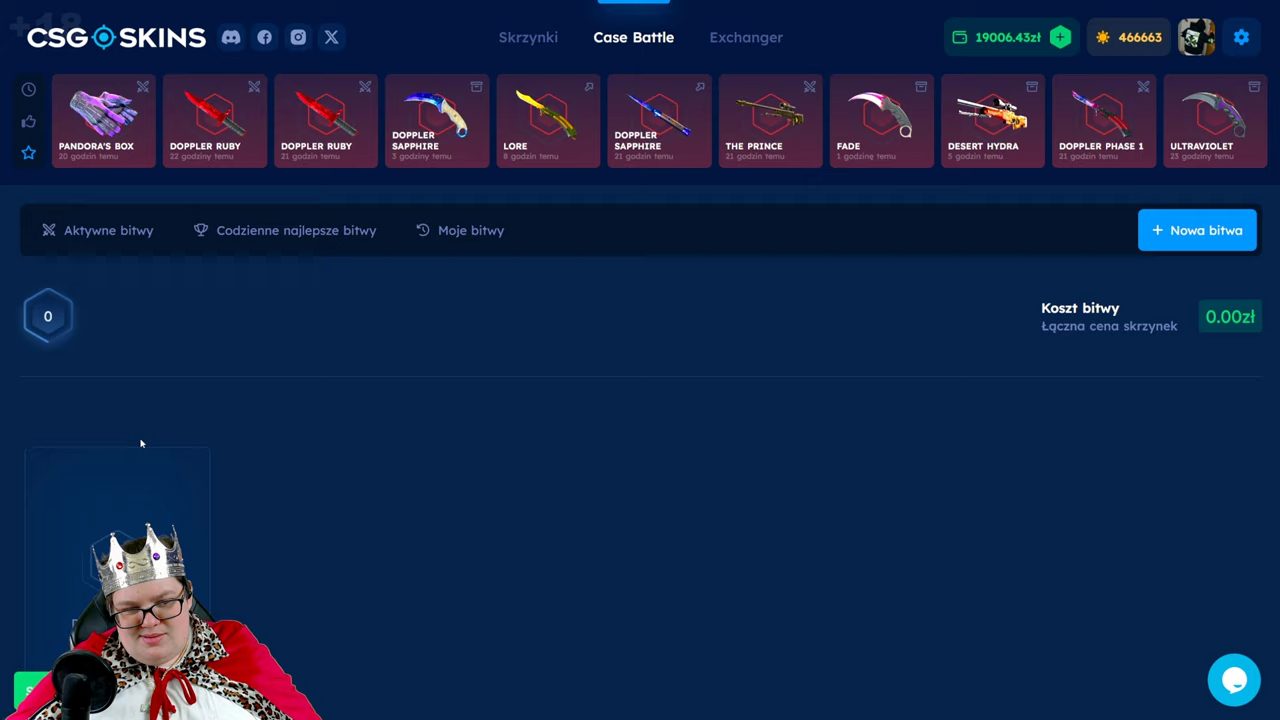 +18
CSG SKINS
Skrzynki
Case Battle
Exchanger
19006.43zł
466663
PANDORA'S BOX
20 godzin temu
DOPPLER RUBY
22 godziny temu
DOPPLER RUBY
21 godzin temu
DOPPLER
SAPPHIRE
3 godziny temu
LORE
8 godzin temu
DOPPLER
SAPPHIRE
21 godzin temu
THE PRINCE
21 godzin temu
FADE
1 godzinę temu
DESERT HYDRA
5 godzin temu
DOPPLER PHASE 1
21 godzin temu
ULTRAVIOLET
23 godziny temu
Aktywne bitwy
Codzienne najlepsze bitwy
Moje bitwy
+ Nowa bitwa
0
Koszt bitwy
Łączna cena skrzynek
0.00zł